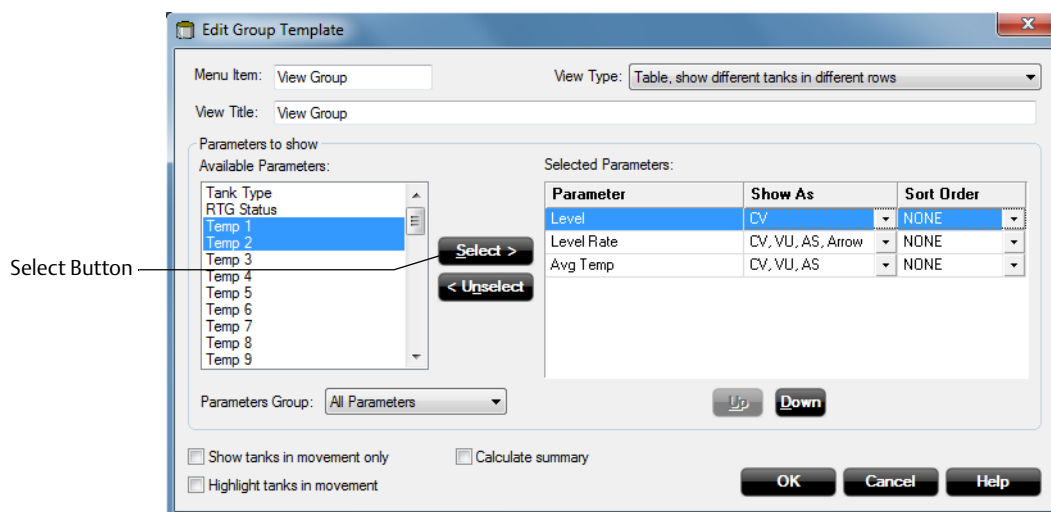 Edit Group Template
Menu Item: View Group View Type: Table, show different tanks in different rows
View Title: View Group
Parameters to show
Available Parameters: Selected Parameters:
Tank Type
RTG Status
Temp 1
Temp 2
Temp 3
Temp 4
Temp 5
Temp 6
Temp 7
Temp 8
Temp 9
Select >
< Unselect
Select Button
Parameter Show As Sort Order
Level CV NONE
Level Rate CV, VU, AS, Arrow NONE
Avg Temp CV, VU, AS NONE
Parameters Group: All Parameters Up Down
Show tanks in movement only Calculate summary
Highlight tanks in movement OK Cancel Help